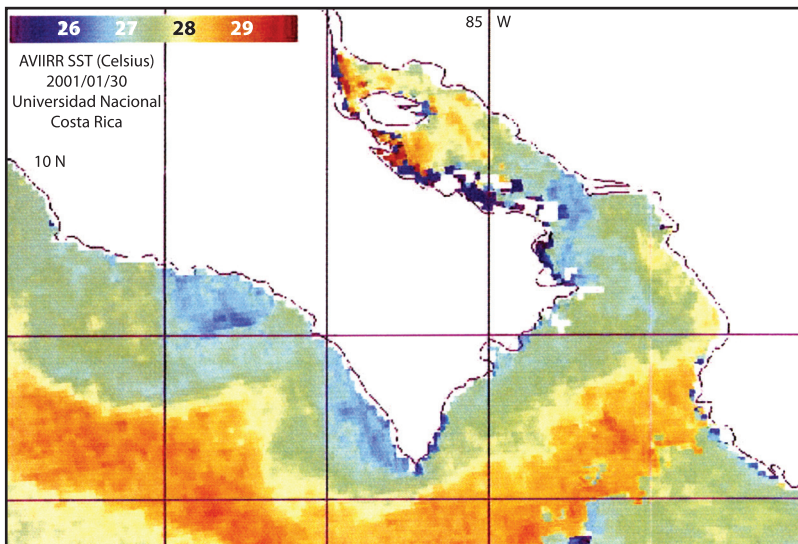 26 27 28 29
85 W
AVIIRR SST (Celsius)
2001/01/30
Universidad Nacional
Costa Rica
10 N